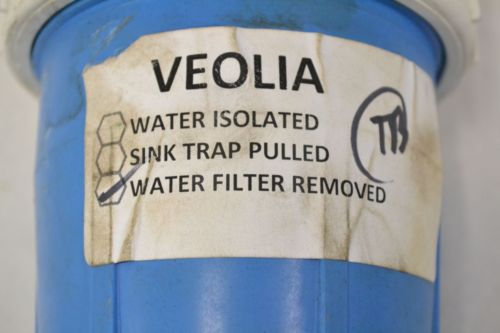 VEOLIA
WATER ISOLATED
SINK TRAP PULLED
WATER FILTER REMOVED